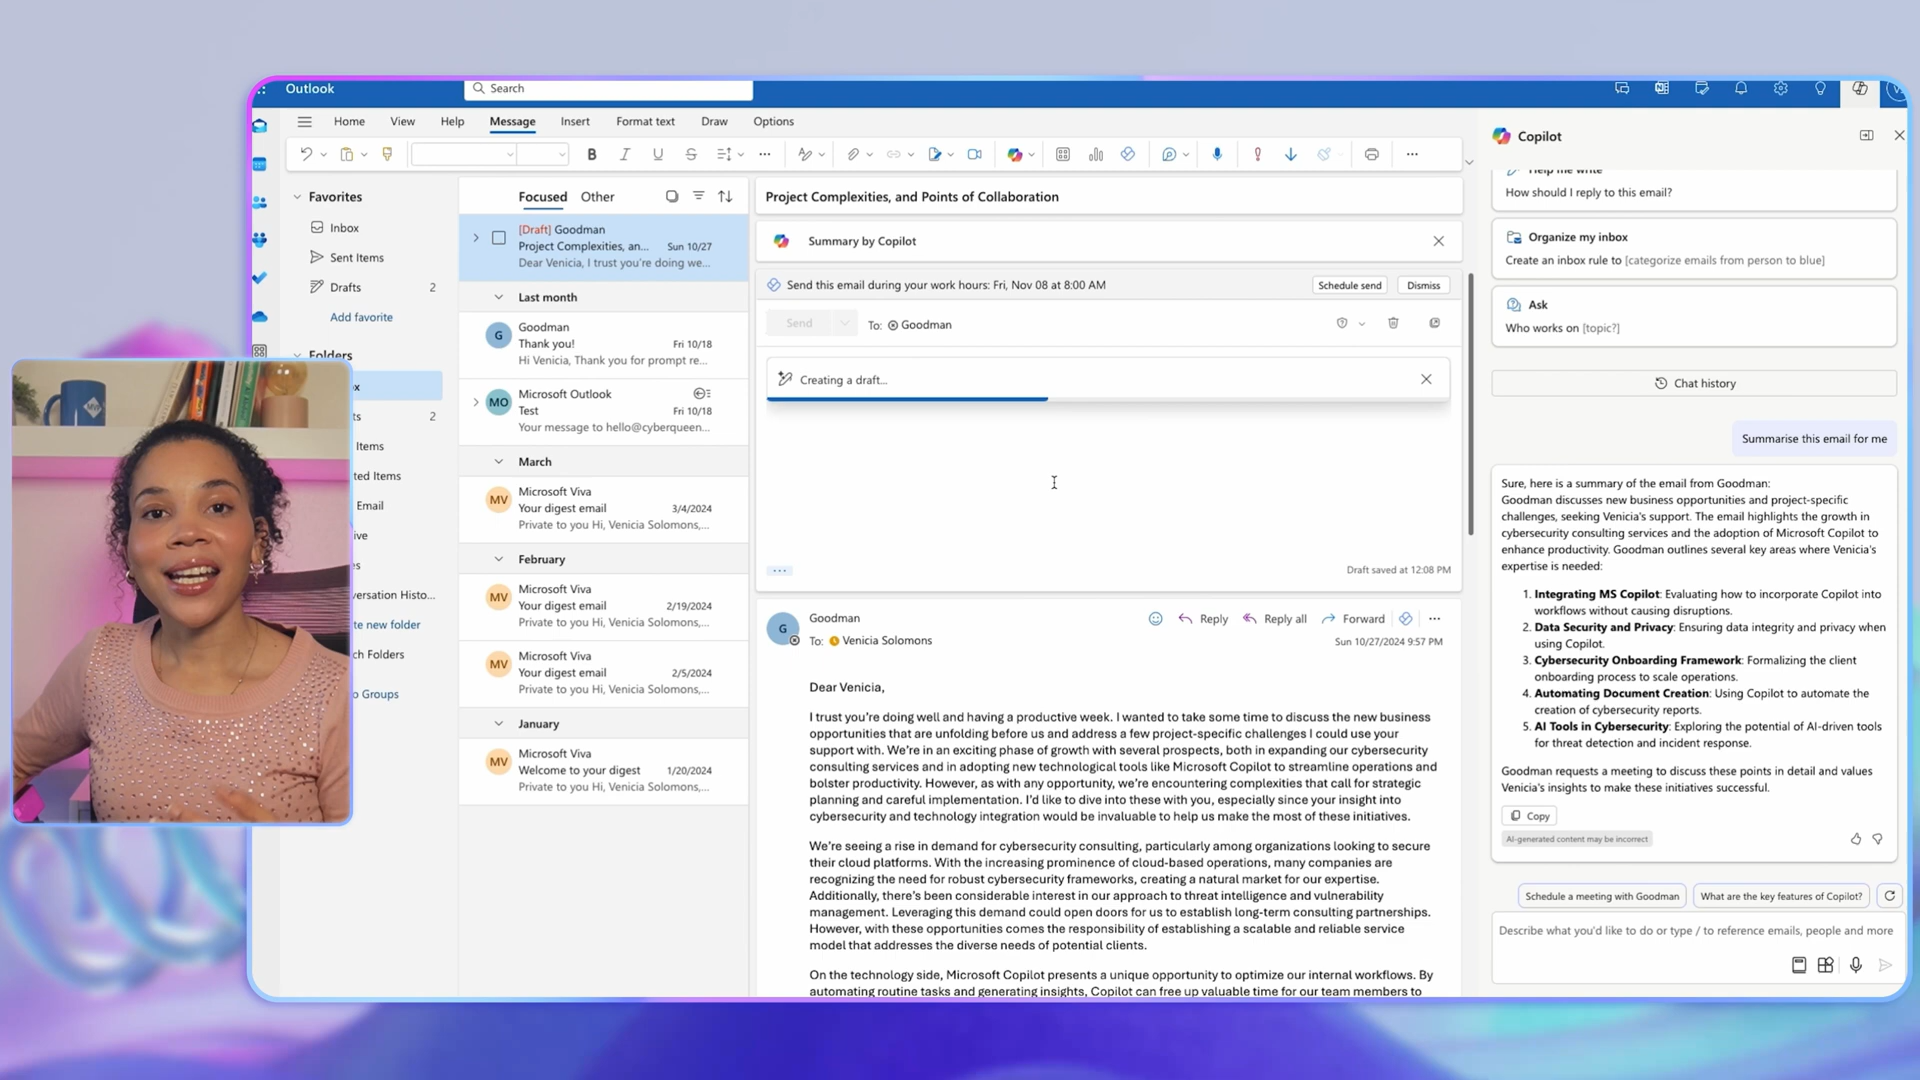 Outlook
Search
Home
View
Help
Message
Insert
Format text
Draw
Options
Favorites
Inbox
Sent Items
Drafts 2
Add favorite
Folders
x
ts 2
Items
ted Items
Email
ive
es
versation Histo...
te new folder
ch Folders
o Groups
Focused
Other
[Draft] Goodman
Project Complexities, an... Sun 10/27
Dear Venicia, I trust you're doing we...
Last month
G
Goodman
Thank you! Fri 10/18
Hi Venicia, Thank you for prompt re...
MO
Microsoft Outlook
Test Fri 10/18
Your message to hello@cyberqueen...
March
MV
Microsoft Viva
Your digest email 3/4/2024
Private to you Hi, Venicia Solomons,...
February
MV
Microsoft Viva
Your digest email 2/19/2024
Private to you Hi, Venicia Solomons,...
MV
Microsoft Viva
Your digest email 2/5/2024
Private to you Hi, Venicia Solomons,...
January
MV
Microsoft Viva
Welcome to your digest 1/20/2024
Private to you Hi, Venicia Solomons,...
Project Complexities, and Points of Collaboration
Summary by Copilot
Send this email during your work hours: Fri, Nov 08 at 8:00 AM
Schedule send
Dismiss
Send
To: Goodman
Creating a draft...
Draft saved at 12:08 PM
G
Goodman
To: Venicia Solomons
Reply
Reply all
Forward
Sun 10/27/2024 9:57 PM
Dear Venicia,
I trust you're doing well and having a productive week. I wanted to take some time to discuss the new business
opportunities that are unfolding before us and address a few project-specific challenges I could use your
support with. We're in an exciting phase of growth with several prospects, both in expanding our cybersecurity
consulting services and in adopting new technological tools like Microsoft Copilot to streamline operations and
bolster productivity. However, as with any opportunity, we're encountering complexities that call for strategic
planning and careful implementation. I'd like to dive into these with you, especially since your insight into
cybersecurity and technology integration would be invaluable to help us make the most of these initiatives.
We're seeing a rise in demand for cybersecurity consulting, particularly among organizations looking to secure
their cloud platforms. With the increasing prominence of cloud-based operations, many companies are
recognizing the need for robust cybersecurity frameworks, creating a natural market for our expertise.
Additionally, there's been considerable interest in our approach to threat intelligence and vulnerability
management. Leveraging this demand could open doors for us to establish long-term consulting partnerships.
However, with these opportunities comes the responsibility of establishing a scalable and reliable service
model that addresses the diverse needs of potential clients.
On the technology side, Microsoft Copilot presents a unique opportunity to optimize our internal workflows. By
automating routine tasks and generating insights, Copilot can free up valuable time for our team members to
Copilot
Help me write
How should I reply to this email?
Organize my inbox
Create an inbox rule to [categorize emails from person to blue]
Ask
Who works on [topic?]
Chat history
Summarise this email for me
Sure, here is a summary of the email from Goodman:
Goodman discusses new business opportunities and project-specific
challenges, seeking Venicia's support. The email highlights the growth in
cybersecurity consulting services and the adoption of Microsoft Copilot to
enhance productivity. Goodman outlines several key areas where Venicia's
expertise is needed:
1. Integrating MS Copilot: Evaluating how to incorporate Copilot into
workflows without causing disruptions.
2. Data Security and Privacy: Ensuring data integrity and privacy when
using Copilot.
3. Cybersecurity Onboarding Framework: Formalizing the client
onboarding process to scale operations.
4. Automating Document Creation: Using Copilot to automate the
creation of cybersecurity reports.
5. AI Tools in Cybersecurity: Exploring the potential of AI-driven tools
for threat detection and incident response.
Goodman requests a meeting to discuss these points in detail and values
Venicia's insights to make these initiatives successful.
Copy
AI-generated content may be incorrect
Schedule a meeting with Goodman
What are the key features of Copilot?
Describe what you'd like to do or type / to reference emails, people and more